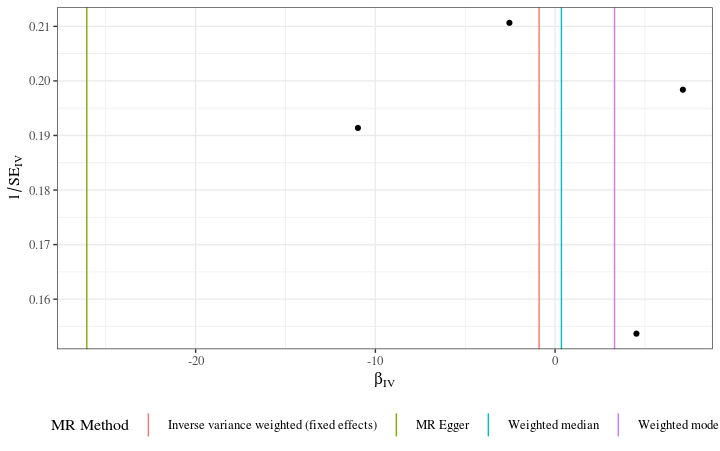 0.21
0.20
0.19
0.18
0.17
0.16
1/SE_IV
-20 -10 0
β_IV
MR Method Inverse variance weighted (fixed effects) MR Egger Weighted median Weighted mode